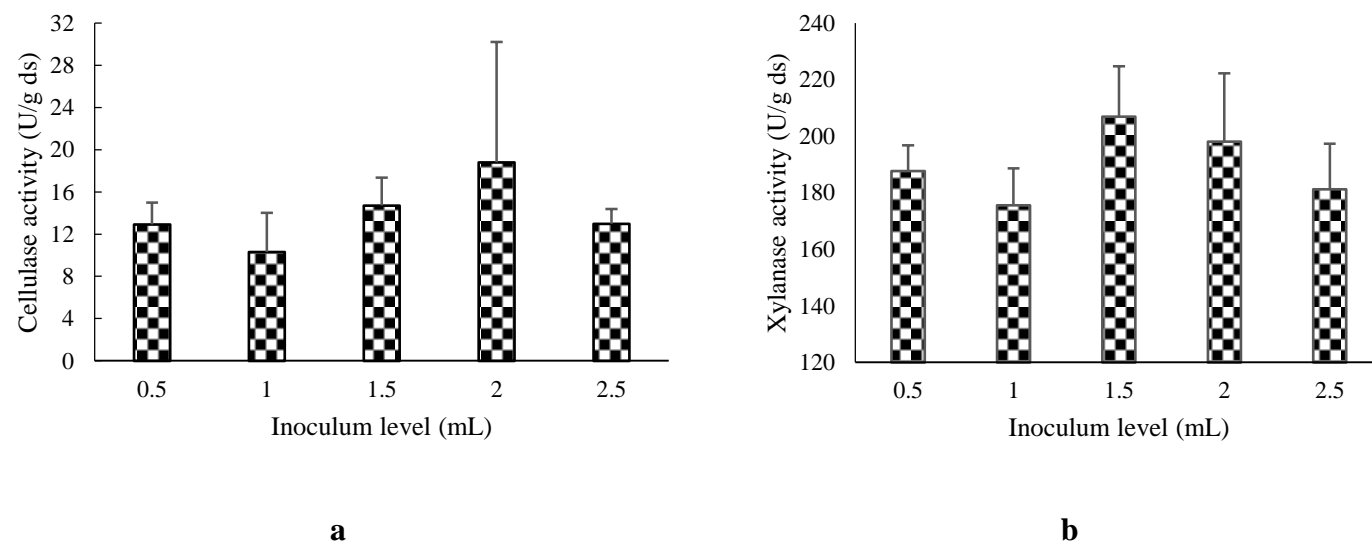 Cellulase activity (U/g ds)
32
28
24
20
16
12
8
4
0
0.5 1 1.5 2 2.5
Inoculum level (mL)
a
Xylanase activity (U/g ds)
240
220
200
180
160
140
120
0.5 1 1.5 2 2.5
Inoculum level (mL)
b